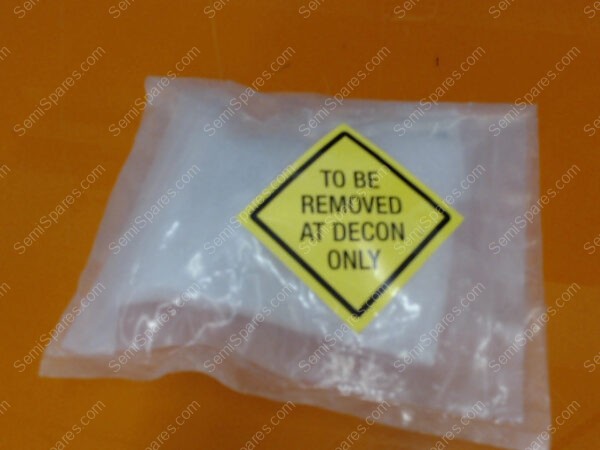 TO BE
REMOVED
AT DECON
ONLY
SemiSpares.com